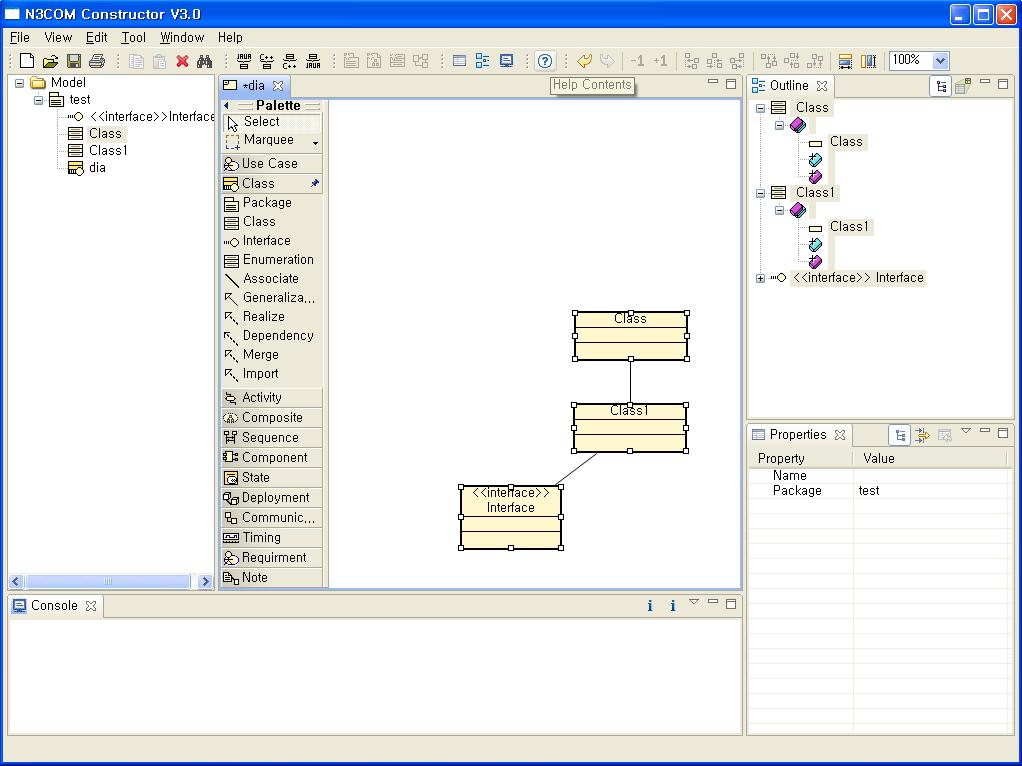 N3COM Constructor V3.0
File View Edit Tool Window Help
-1 +1 100%
Help Contents
Model
test
<<interface>>Interface
Class
Class1
dia
*dia
Palette
Select
Marquee
Use Case
Class
Package
Class
Interface
Enumeration
Associate
Generaliza...
Realize
Dependency
Merge
Import
Activity
Composite
Sequence
Component
State
Deployment
Communic...
Timing
Requirment
Note
Class
Class1
<<interface>>
Interface
Outline
Class
Class
Class1
Class1
<<interface>> Interface
Properties
Property Value
Name
Package test
Console